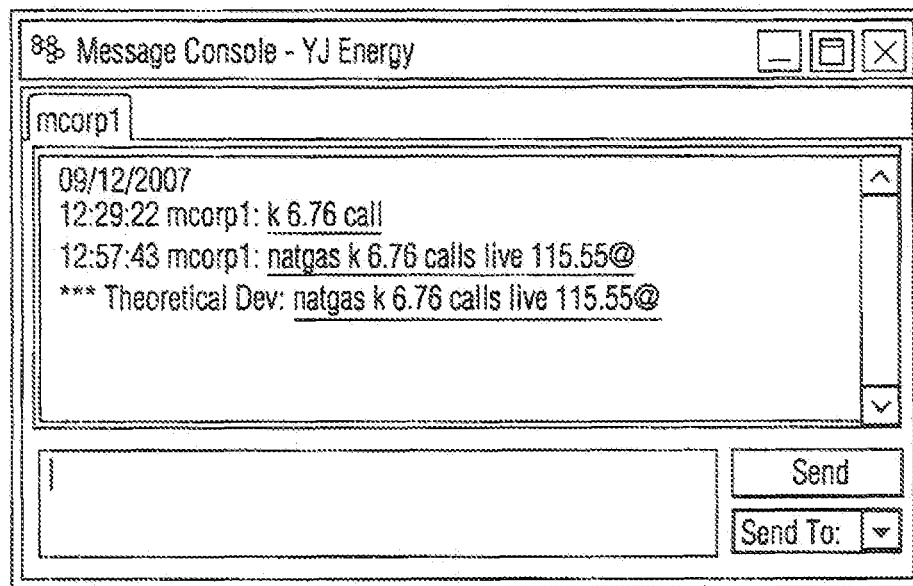 Message Console - YJ Energy
mcorp1
09/12/2007
12:29:22 mcorp1: k 6.76 call
12:57:43 mcorp1: natgas k 6.76 calls live 115.55@
*** Theoretical Dev: natgas k 6.76 calls live 115.55@
Send
Send To: